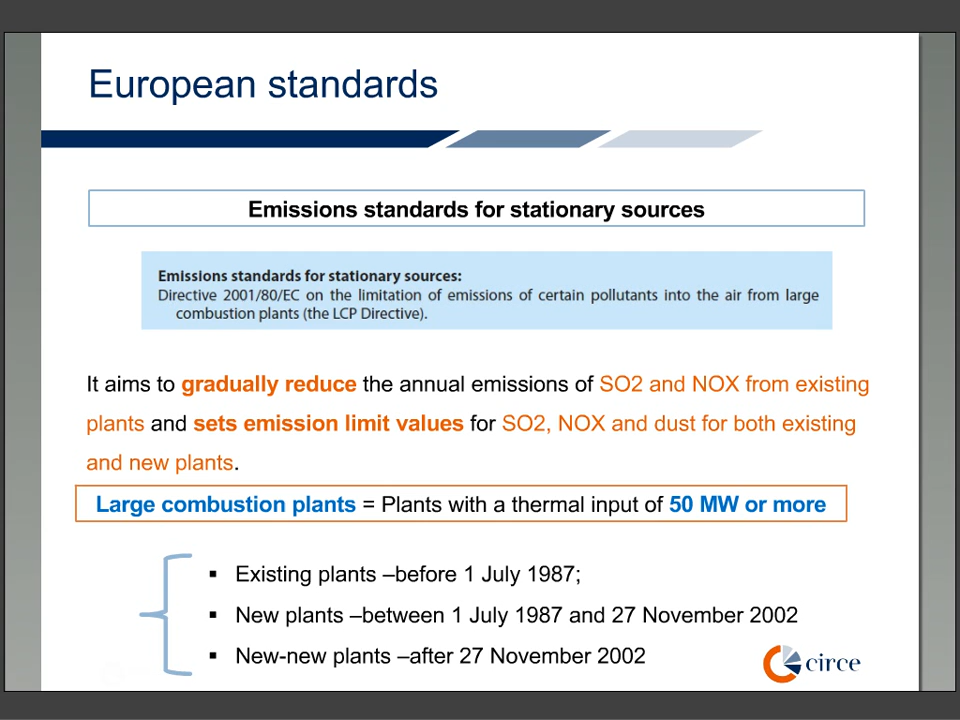 European standards
Emissions standards for stationary sources
Emissions standards for stationary sources:
Directive 2001/80/EC on the limitation of emissions of certain pollutants into the air from large
combustion plants (the LCP Directive).
It aims to gradually reduce the annual emissions of SO2 and NOX from existing
plants and sets emission limit values for SO2, NOX and dust for both existing
and new plants.
Large combustion plants = Plants with a thermal input of 50 MW or more
▪ Existing plants –before 1 July 1987;
▪ New plants –between 1 July 1987 and 27 November 2002
▪ New-new plants –after 27 November 2002
circe